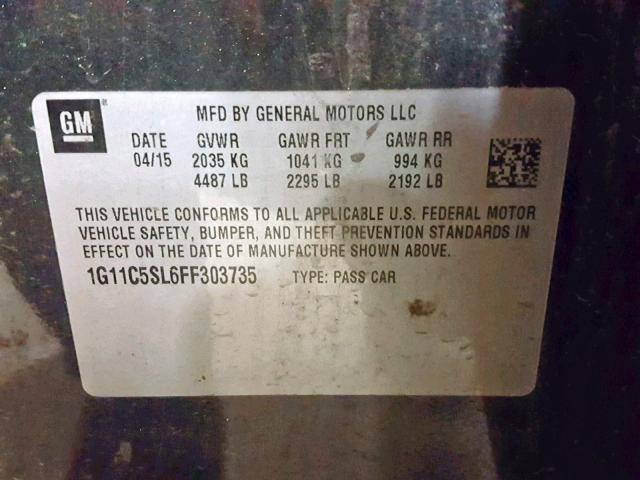 GM ®
MFD BY GENERAL MOTORS LLC
DATE GVWR GAWR FRT GAWR RR
04/15 2035 KG 1041 KG 994 KG
4487 LB 2295 LB 2192 LB
THIS VEHICLE CONFORMS TO ALL APPLICABLE U.S. FEDERAL MOTOR
VEHICLE SAFETY, BUMPER, AND THEFT PREVENTION STANDARDS IN
EFFECT ON THE DATE OF MANUFACTURE SHOWN ABOVE.
1G11C5SL6FF303735 TYPE: PASS CAR